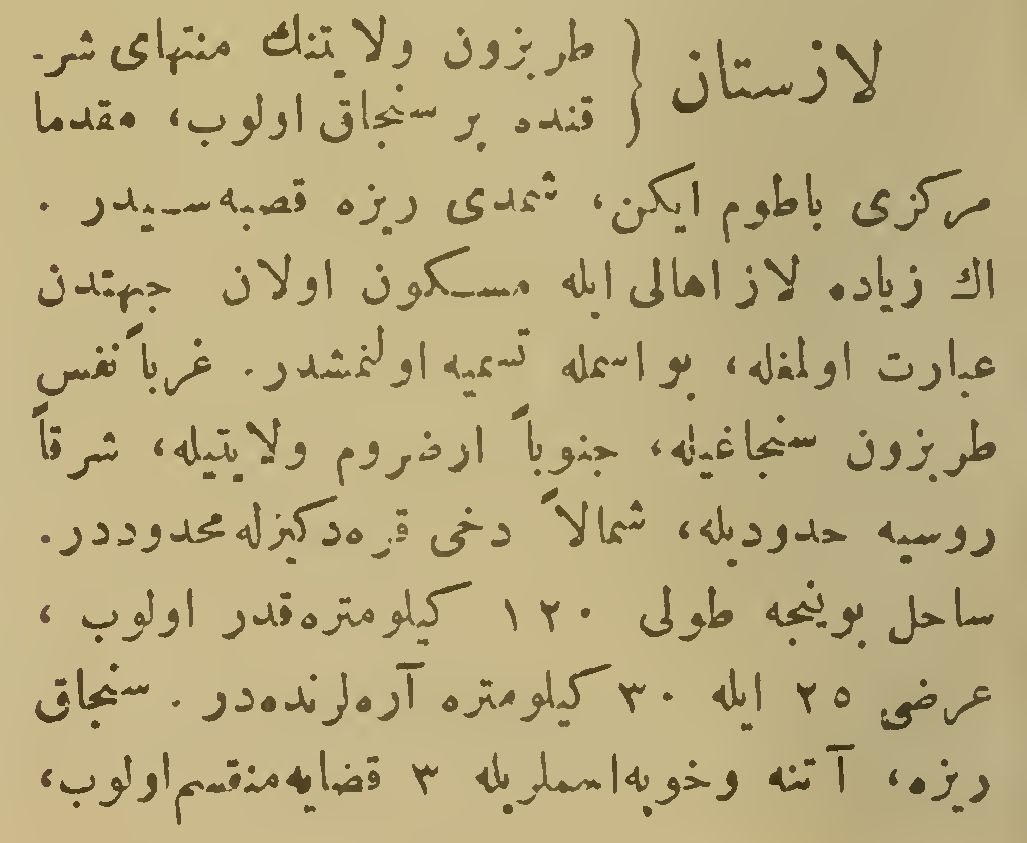 لازستان { طربزون ولايتنك منتهاى شر-
قنده بر سنجاق اولوب، مقدما
مركزى باطوم ايكن، شمدى ريزه قصبه سيدر .
اك زياده لاز اهالى ايله مسكون اولان جهتدن
عبارت اولمغله، بو اسمله تسميه اولنمشدر. غرباً نفس
طربزون سنجاغيله، جنوباً ارضروم ولايتيله، شرقاً
روسيه حدوديله، شمالاً دخى قره دكيزله محدوددر.
ساحل بوينجه طولى ١٢٠ كيلومتره قدر اولوب ،
عرضى ٢٥ ايله ٣٠ كيلومتره آره لرنده در . سنجاق
ريزه، آتنه و خوپه اسملريله ٣ قضايه منقسم اولوب،